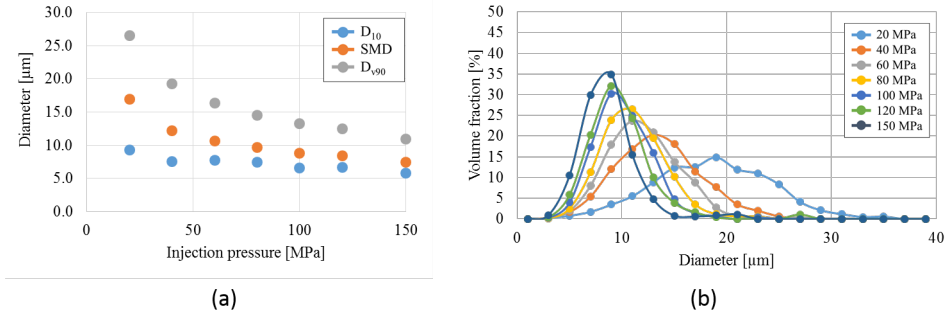 30.0
25.0
20.0
15.0
10.0
5.0
0.0
0
50
100
150
Diameter [µm]
Injection pressure [MPa]
D10
SMD
Dv90
(a)
50
45
40
35
30
25
20
15
10
5
0
0
10
20
30
40
Volume fraction [%]
Diameter [µm]
20 MPa
40 MPa
60 MPa
80 MPa
100 MPa
120 MPa
150 MPa
(b)